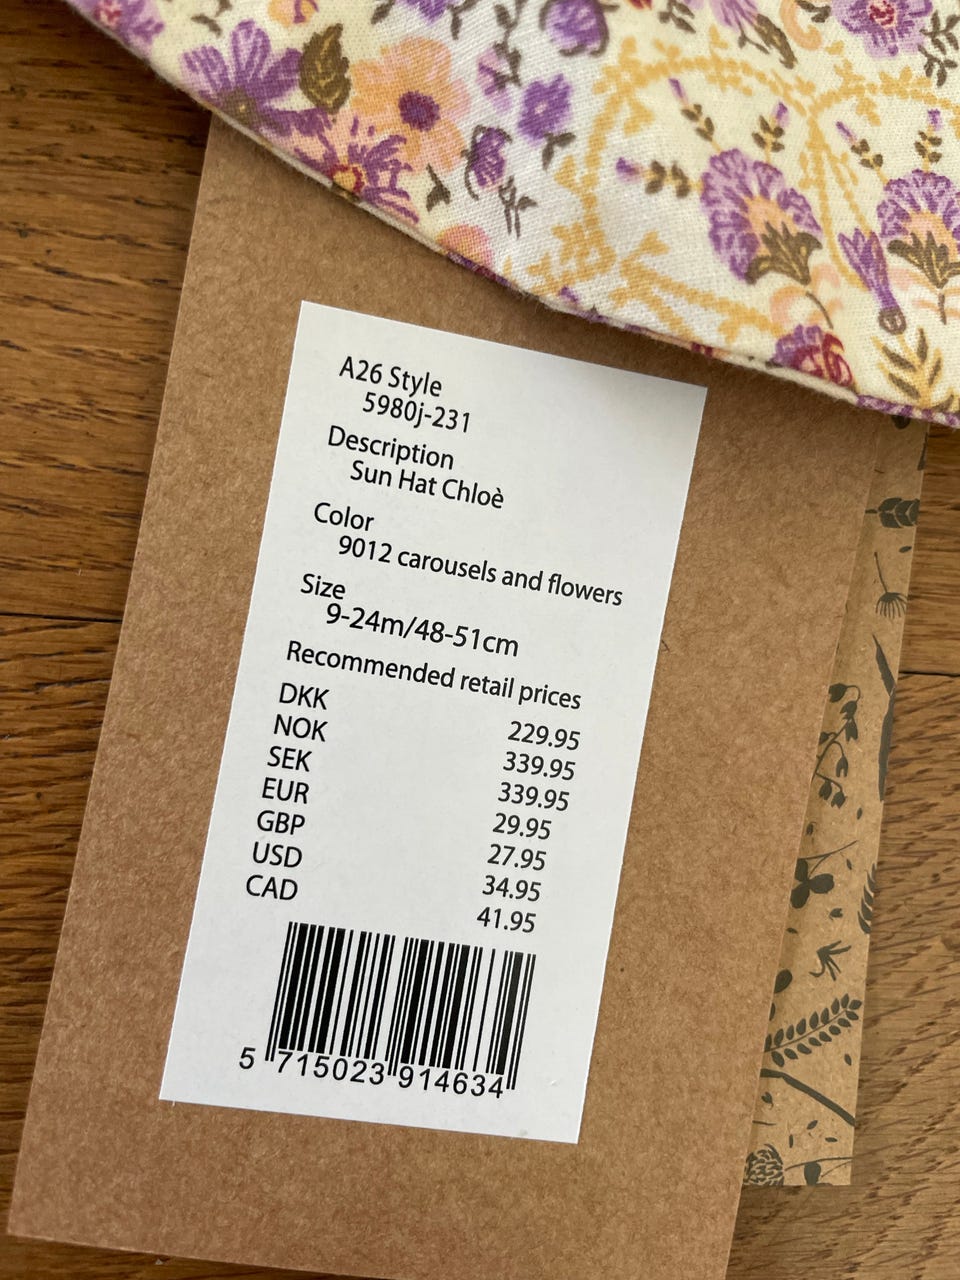 A26 Style
5980j-231
Description
Sun Hat Chloè
Color
9012 carousels and flowers
Size
9-24m/48-51cm
Recommended retail prices
DKK 229.95
NOK 339.95
SEK 339.95
EUR 29.95
GBP 27.95
USD 34.95
CAD 41.95
5 715023 914634